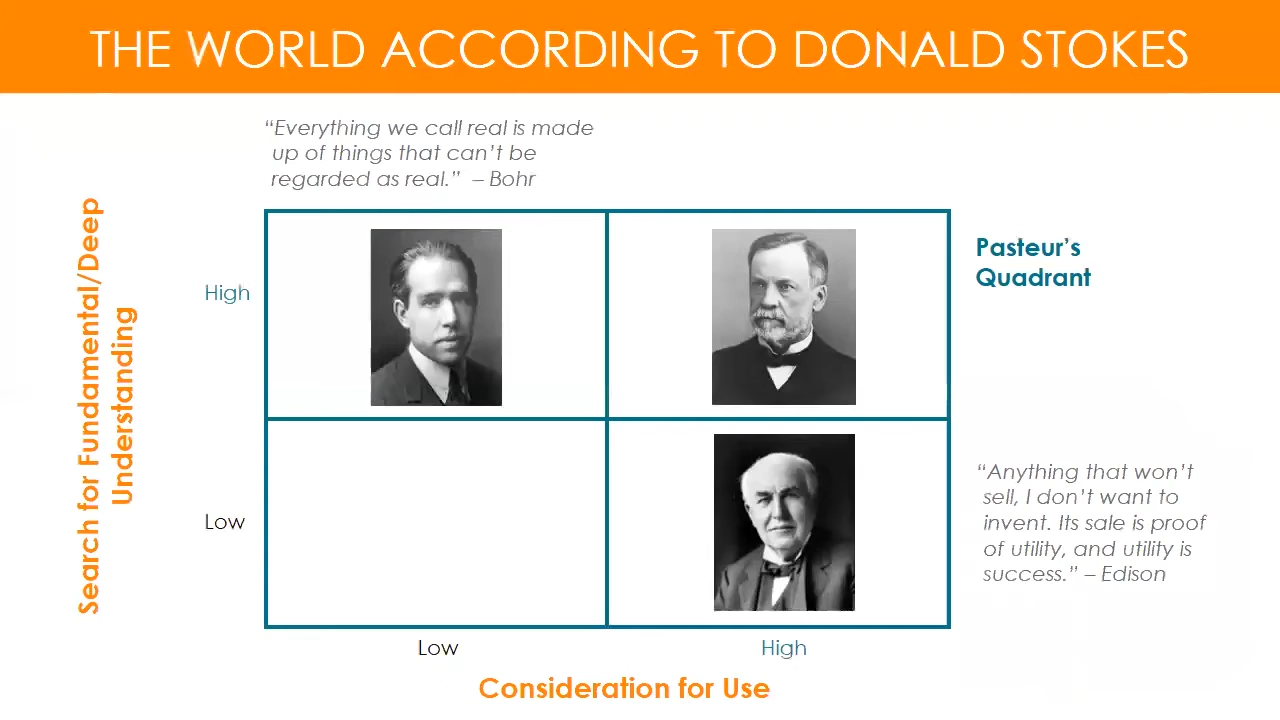 THE WORLD ACCORDING TO DONALD STOKES
“Everything we call real is made
up of things that can’t be
regarded as real.” – Bohr
Search for Fundamental/Deep
Understanding
High
Pasteur’s
Quadrant
Low
“Anything that won’t
sell, I don’t want to
invent. Its sale is proof
of utility, and utility is
success.” – Edison
Low
High
Consideration for Use